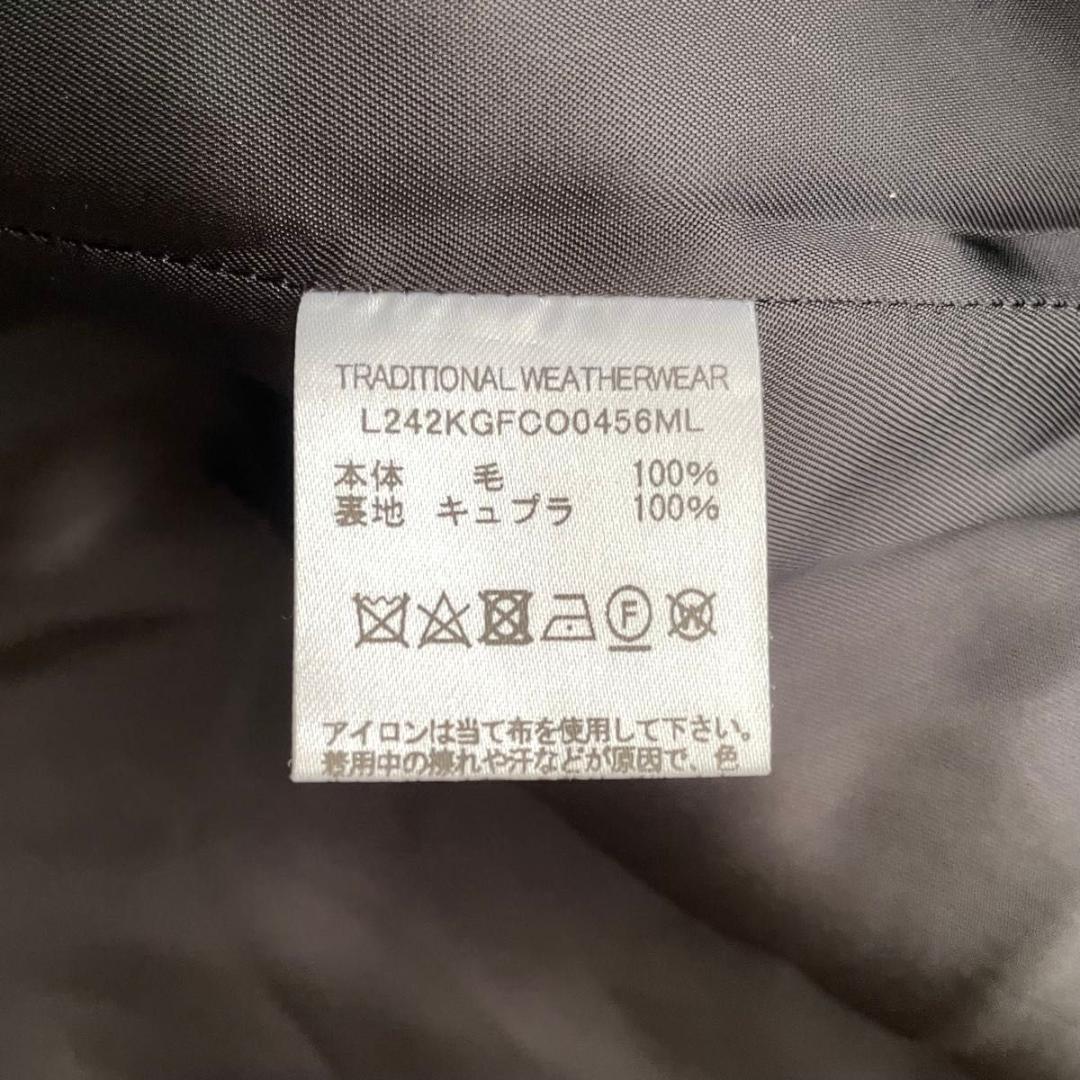 TRADITIONAL WEATHERWEAR
L242KGFCO0456ML
本体 毛 100%
裏地 キュプラ 100%
F W
アイロンは当て布を使用して下さい。
着用中の擦れや汗などが原因で、色